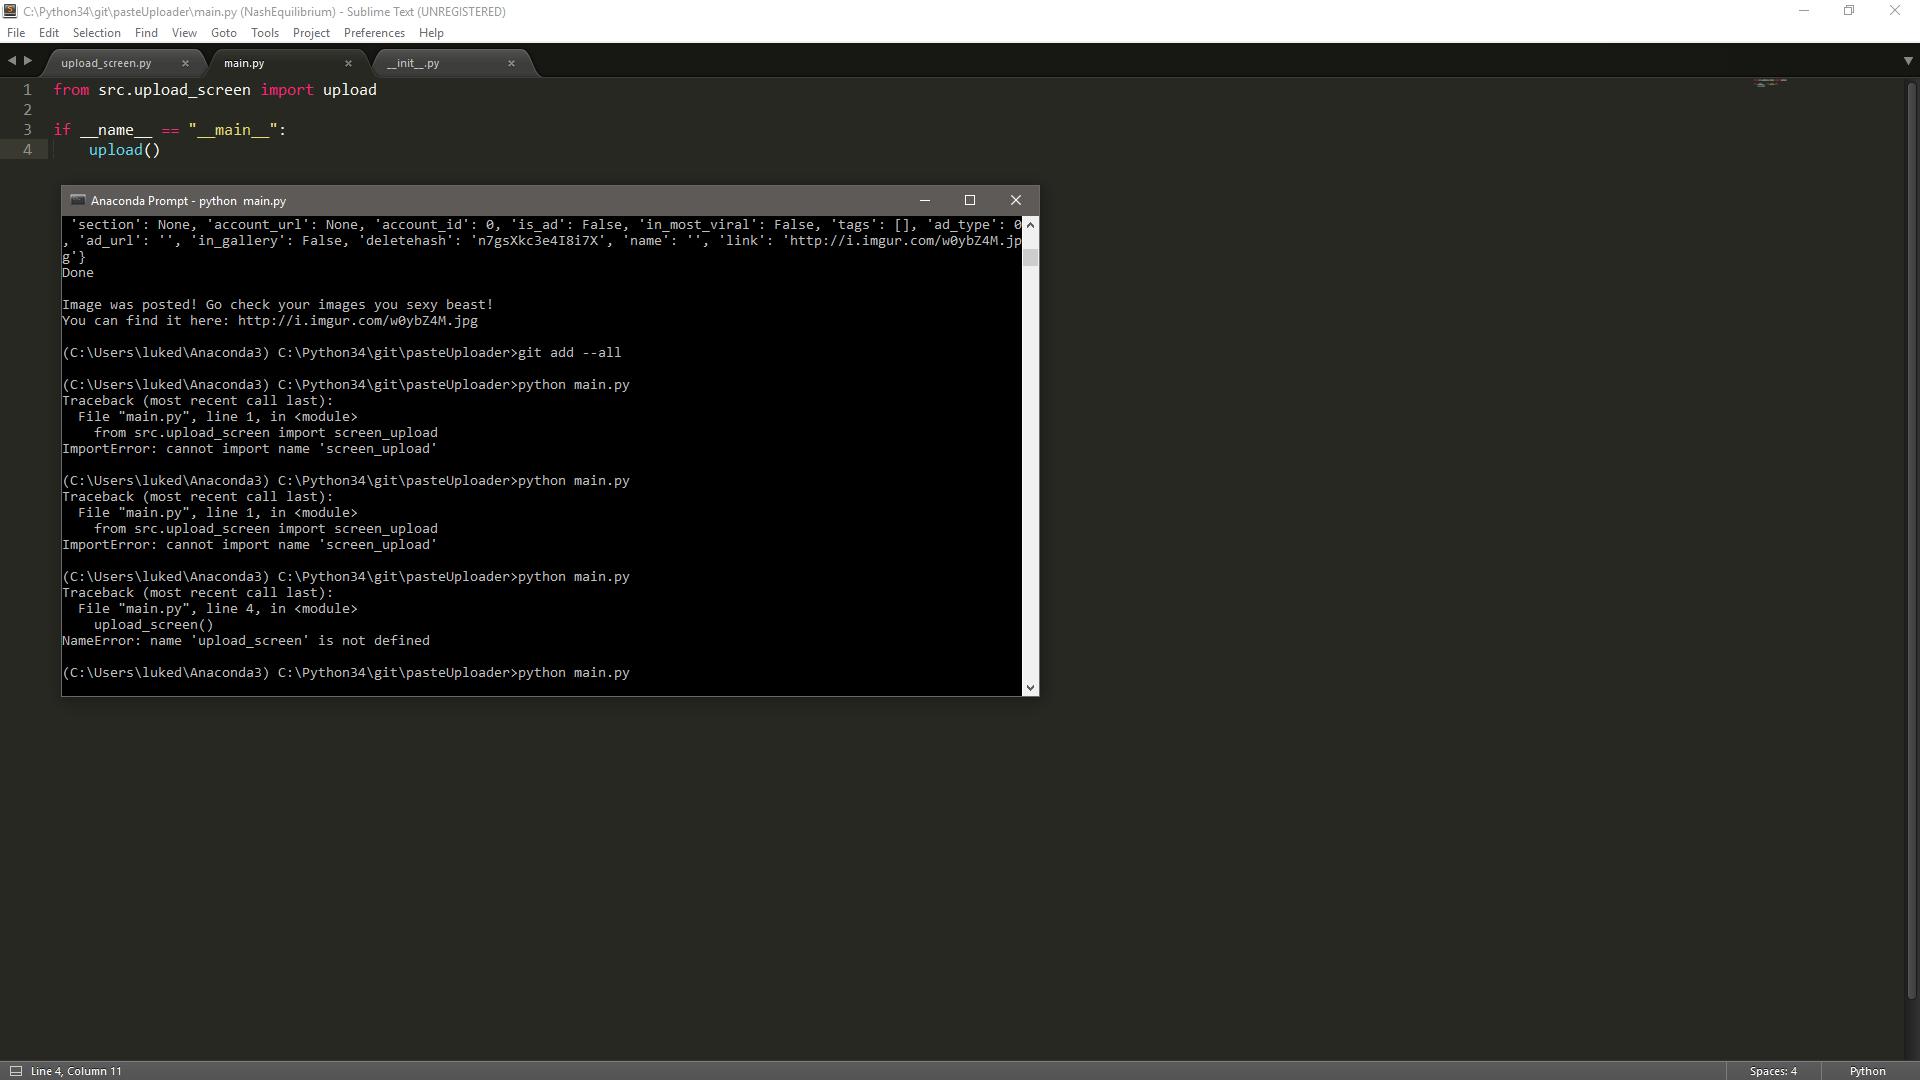 C:\Python34\git\pasteUploader\main.py (NashEquilibrium) - Sublime Text (UNREGISTERED)
File Edit Selection Find View Goto Tools Project Preferences Help
upload_screen.py × main.py × __init__.py ×
1 from src.upload_screen import upload
2
3 if __name__ == "__main__":
4     upload()
Anaconda Prompt - python  main.py
 'section': None, 'account_url': None, 'account_id': 0, 'is_ad': False, 'in_most_viral': False, 'tags': [], 'ad_type': 0
, 'ad_url': '', 'in_gallery': False, 'deletehash': 'n7gsXkc3e4I8i7X', 'name': '', 'link': 'http://i.imgur.com/w0ybZ4M.jp
g'}
Done
Image was posted! Go check your images you sexy beast!
You can find it here: http://i.imgur.com/w0ybZ4M.jpg
(C:\Users\luked\Anaconda3) C:\Python34\git\pasteUploader>git add --all
(C:\Users\luked\Anaconda3) C:\Python34\git\pasteUploader>python main.py
Traceback (most recent call last):
  File "main.py", line 1, in <module>
    from src.upload_screen import screen_upload
ImportError: cannot import name 'screen_upload'
(C:\Users\luked\Anaconda3) C:\Python34\git\pasteUploader>python main.py
Traceback (most recent call last):
  File "main.py", line 1, in <module>
    from src.upload_screen import screen_upload
ImportError: cannot import name 'screen_upload'
(C:\Users\luked\Anaconda3) C:\Python34\git\pasteUploader>python main.py
Traceback (most recent call last):
  File "main.py", line 4, in <module>
    upload_screen()
NameError: name 'upload_screen' is not defined
(C:\Users\luked\Anaconda3) C:\Python34\git\pasteUploader>python main.py
Line 4, Column 11 Spaces: 4 Python